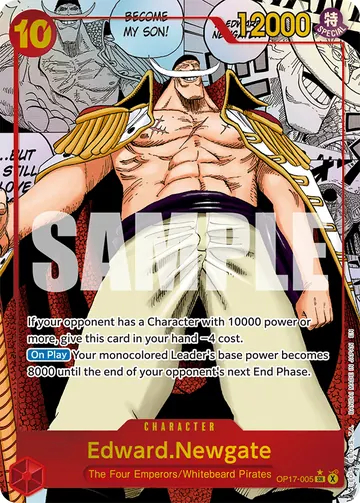 10
BECOME
MY SON!
12000
特
SPECIAL
...BUT
I STILL
LOVE
SAMPLE
If your opponent has a Character with 10000 power or
more, give this card in your hand −4 cost.
On Play Your monocolored Leader's base power becomes
8000 until the end of your opponent's next End Phase.
CHARACTER
Edward.Newgate
The Four Emperors/Whitebeard Pirates
OP17-005 SR X